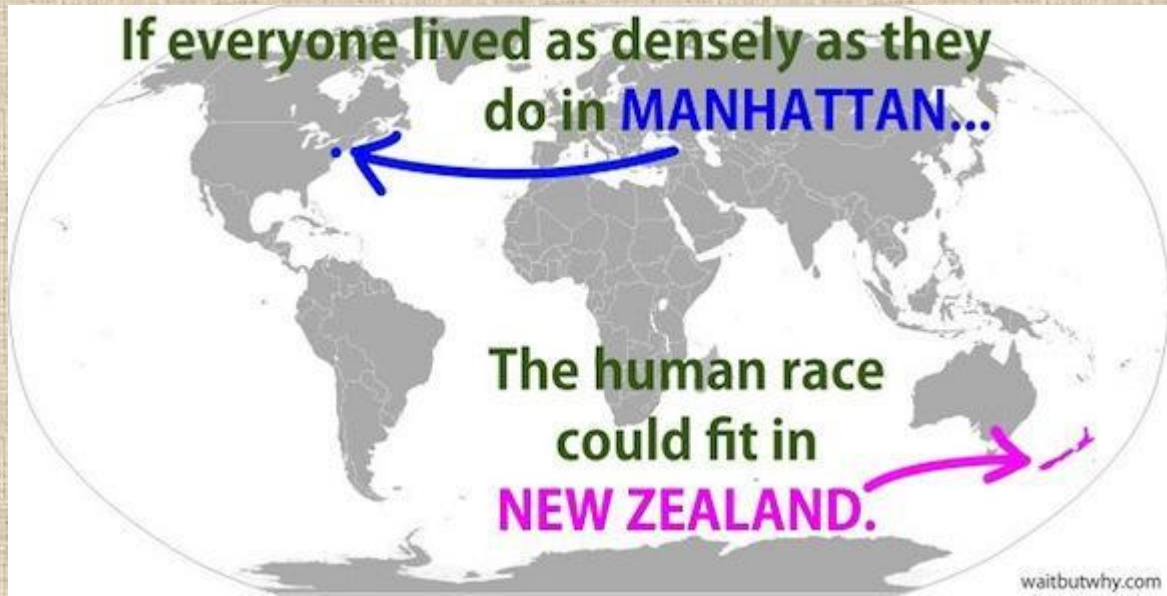 If everyone lived as densely as they
do in MANHATTAN...
The human race
could fit in
NEW ZEALAND.
waitbutwhy.com